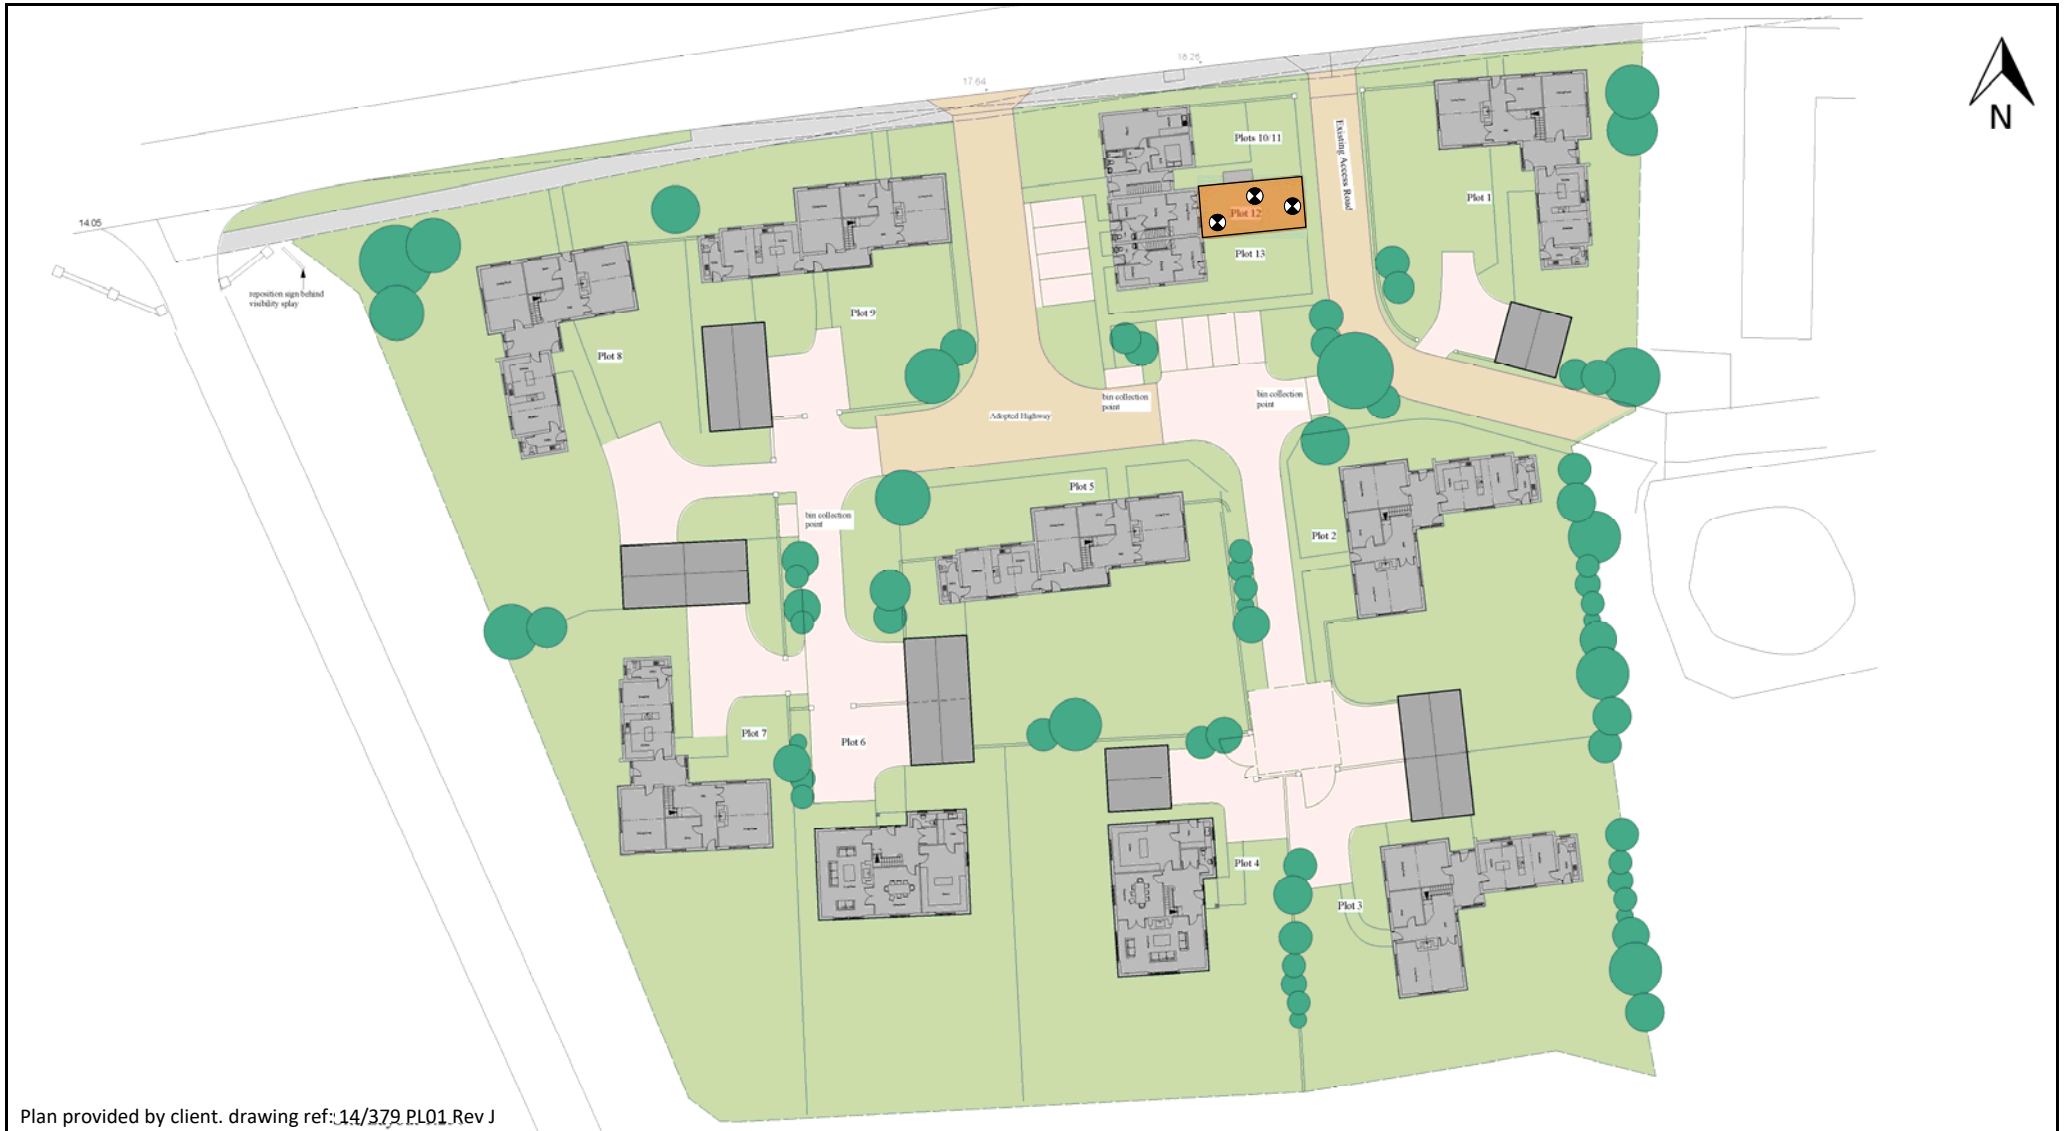 18.26
17.64
14.05
N
Plots 10/11
Existing Access Road
Plot 1
Plot 12
Plot 13
reposition sign behind
visibility splay
Plot 9
Plot 8
bin collection
point
bin collection
point
Adopted Highway
Plot 5
bin collection
point
Plot 2
Plot 7
Plot 6
Plot 4
Plot 3
Plan provided by client. drawing ref: 14/379 PL01 Rev J